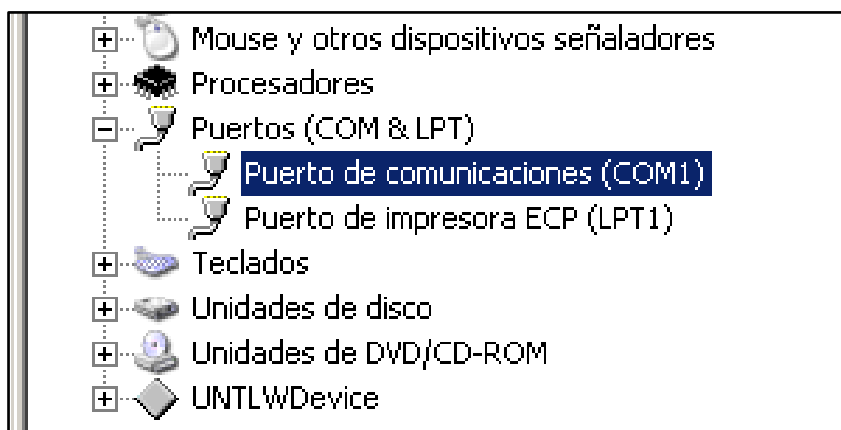 Mouse y otros dispositivos señaladores
Procesadores
Puertos (COM & LPT)
Puerto de comunicaciones (COM1)
Puerto de impresora ECP (LPT1)
Teclados
Unidades de disco
Unidades de DVD/CD-ROM
UNTLWDevice